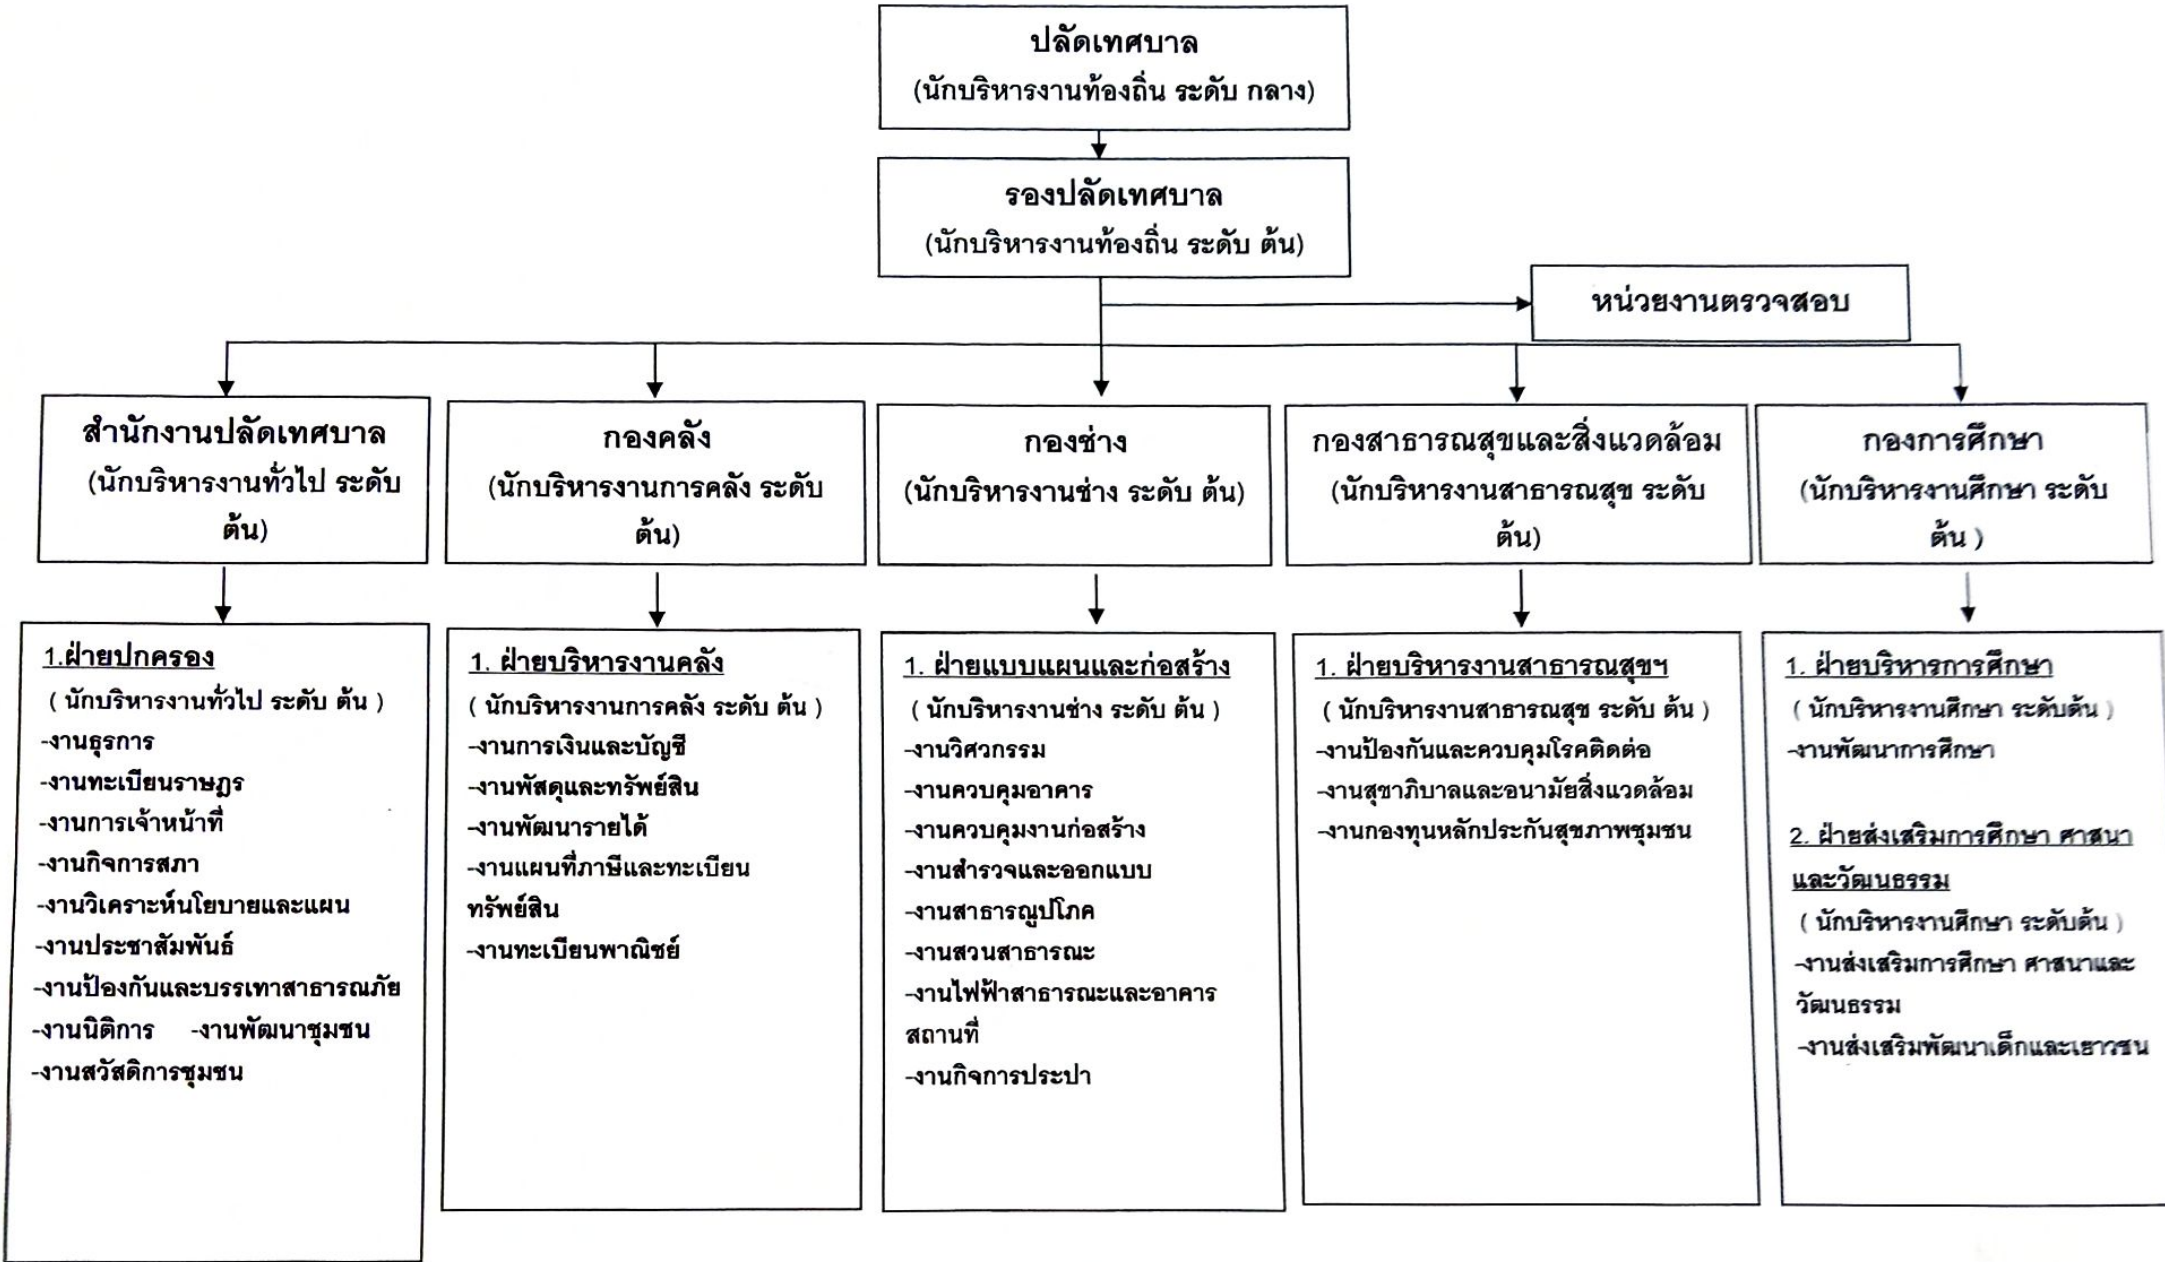 ปลัดเทศบาล
(นักบริหารงานท้องถิ่น ระดับ กลาง)
รองปลัดเทศบาล
(นักบริหารงานท้องถิ่น ระดับ ต้น)
หน่วยงานตรวจสอบ
สำนักงานปลัดเทศบาล
(นักบริหารงานทั่วไป ระดับ
ต้น)
กองคลัง
(นักบริหารงานการคลัง ระดับ
ต้น)
กองช่าง
(นักบริหารงานช่าง ระดับ ต้น)
กองสาธารณสุขและสิ่งแวดล้อม
(นักบริหารงานสาธารณสุข ระดับ
ต้น)
กองการศึกษา
(นักบริหารงานศึกษา ระดับ
ต้น )
1.ฝ่ายปกครอง
( นักบริหารงานทั่วไป ระดับ ต้น )
-งานธุรการ
-งานทะเบียนราษฎร
-งานการเจ้าหน้าที่
-งานกิจการสภา
-งานวิเคราะห์นโยบายและแผน
-งานประชาสัมพันธ์
-งานป้องกันและบรรเทาสาธารณภัย
-งานนิติการ -งานพัฒนาชุมชน
-งานสวัสดิการชุมชน
1. ฝ่ายบริหารงานคลัง
( นักบริหารงานการคลัง ระดับ ต้น )
-งานการเงินและบัญชี
-งานพัสดุและทรัพย์สิน
-งานพัฒนารายได้
-งานแผนที่ภาษีและทะเบียน
ทรัพย์สิน
-งานทะเบียนพาณิชย์
1. ฝ่ายแบบแผนและก่อสร้าง
( นักบริหารงานช่าง ระดับ ต้น )
-งานวิศวกรรม
-งานควบคุมอาคาร
-งานควบคุมงานก่อสร้าง
-งานสำรวจและออกแบบ
-งานสาธารณูปโภค
-งานสวนสาธารณะ
-งานไฟฟ้าสาธารณะและอาคาร
สถานที่
-งานกิจการประปา
1. ฝ่ายบริหารงานสาธารณสุขฯ
( นักบริหารงานสาธารณสุข ระดับ ต้น )
-งานป้องกันและควบคุมโรคติดต่อ
-งานสุขาภิบาลและอนามัยสิ่งแวดล้อม
-งานกองทุนหลักประกันสุขภาพชุมชน
1. ฝ่ายบริหารการศึกษา
( นักบริหารงานศึกษา ระดับต้น )
-งานพัฒนาการศึกษา
2. ฝ่ายส่งเสริมการศึกษา ศาสนา
และวัฒนธรรม
( นักบริหารงานศึกษา ระดับต้น )
-งานส่งเสริมการศึกษา ศาสนาและ
วัฒนธรรม
-งานส่งเสริมพัฒนาเด็กและเยาวชน